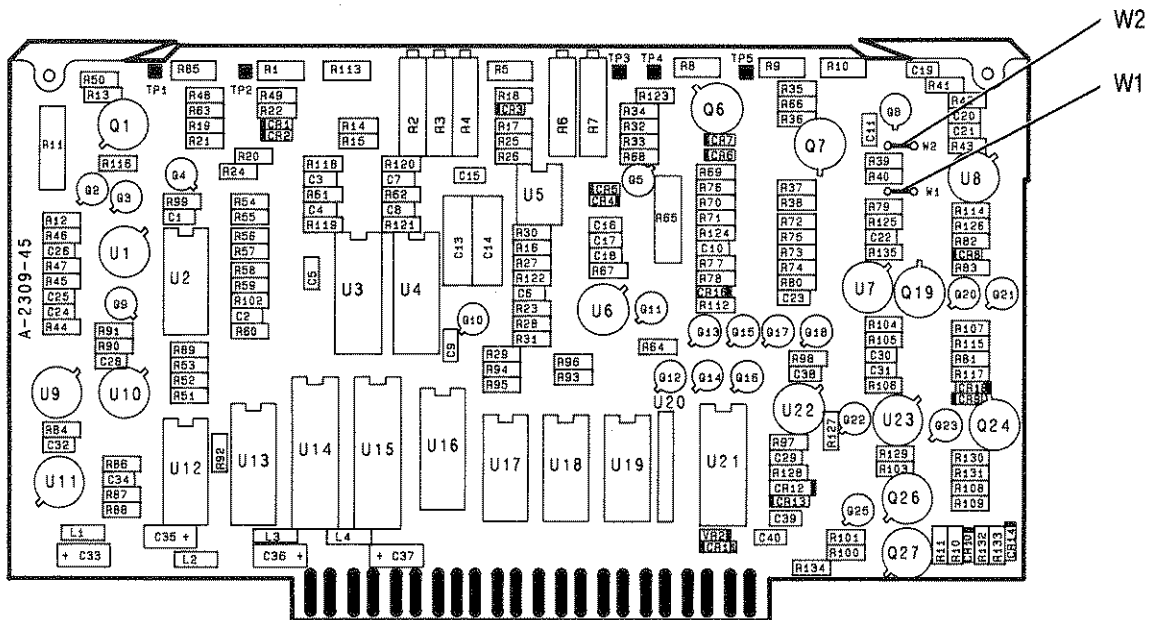 W2
W1
R50
R13
R11
TP1
R85
TP2
R1
R113
R5
TP3
TP4
R8
TP5
R9
R10
C19
R41
R42
C20
C21
R43
Q1
R48
R63
R19
R21
R49
R22
CR1
CR2
R14
R15
R2
R3
R4
R18
CR3
R17
R25
R26
R6
R7
R123
R34
R32
R33
R68
Q6
CR7
CR6
R35
R66
R36
Q7
C11
Q8
W2
R39
R40
W1
U8
R116
Q2
Q3
Q4
R20
R24
R99
C1
R118
C3
R61
C4
R119
R120
C7
R62
C8
R121
C15
U5
CR5
CR4
Q5
R65
R69
R76
R70
R71
R124
C10
R77
R78
CR16
R112
R37
R38
R72
R75
R73
R74
R80
C23
R79
R125
C22
R135
R114
R126
R82
CR8
R83
R12
R46
C26
R47
R45
C25
C24
R44
A-2309-45
U1
U2
R54
R55
R56
R57
R58
R59
R102
C2
R60
C5
U3
U4
C13
C14
R30
R16
R27
R122
C6
R23
R28
R31
C16
C17
C18
R67
U6
Q11
U7
Q19
Q20
Q21
Q9
R91
R90
C28
Q10
C9
R29
R94
R95
R96
R93
R64
Q13
Q15
Q17
Q18
R104
R105
C30
C31
R106
R107
R115
R81
R117
CR18
CR9
U9
U10
R89
R53
R52
R51
Q12
Q14
Q16
R98
C38
U20
U22
R127
Q22
U23
Q23
Q24
R84
C32
U11
R86
C34
R87
R88
U12
R92
U13
U14
U15
U16
U17
U18
U19
U21
R97
C29
R128
CR12
CR13
C39
R129
R103
Q26
R130
R131
R108
R109
Q25
L1
+ C33
C35 +
L2
L3
C36 +
L4
+ C37
VR2
C40
R101
R100
R134
Q27
R11
R10
R132
R133
CR14